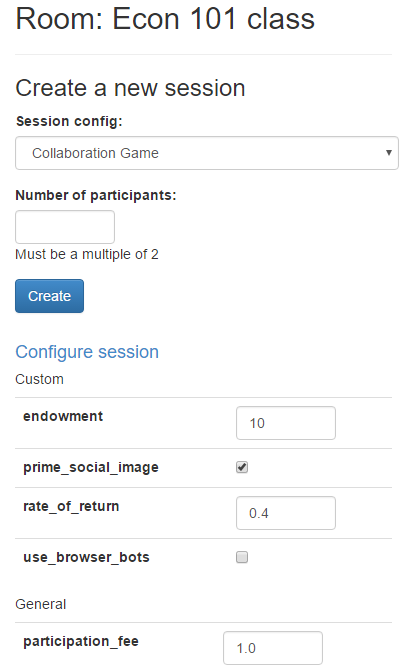 Room: Econ 101 class
Create a new session
Session config:
Collaboration Game
Number of participants:
Must be a multiple of 2
Create
Configure session
Custom
endowment 10
prime_social_image
rate_of_return 0.4
use_browser_bots
General
participation_fee 1.0